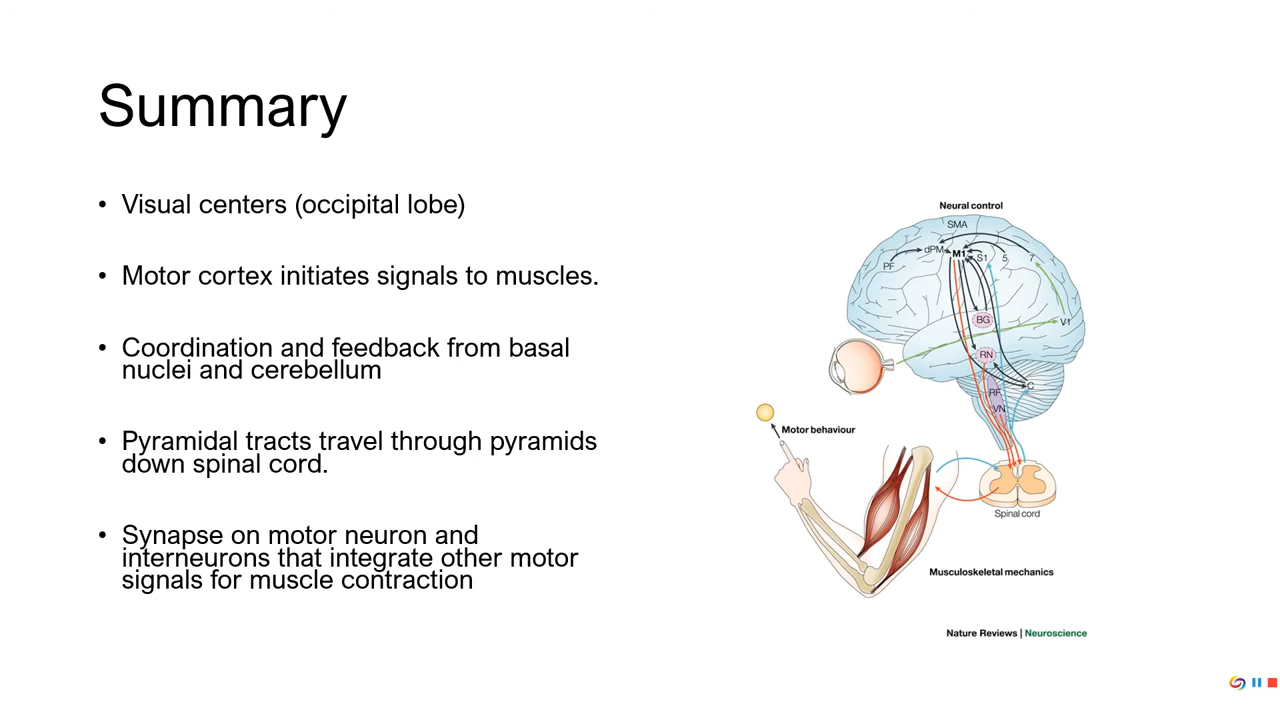 Summary
• Visual centers (occipital lobe)
• Motor cortex initiates signals to muscles.
• Coordination and feedback from basal
nuclei and cerebellum
• Pyramidal tracts travel through pyramids
down spinal cord.
• Synapse on motor neuron and
interneurons that integrate other motor
signals for muscle contraction
Neural control
SMA
dPM
M1
S1
5
7
PF
BG
V1
RN
C
RF
VN
Motor behaviour
Spinal cord
Musculoskeletal mechanics
Nature Reviews | Neuroscience